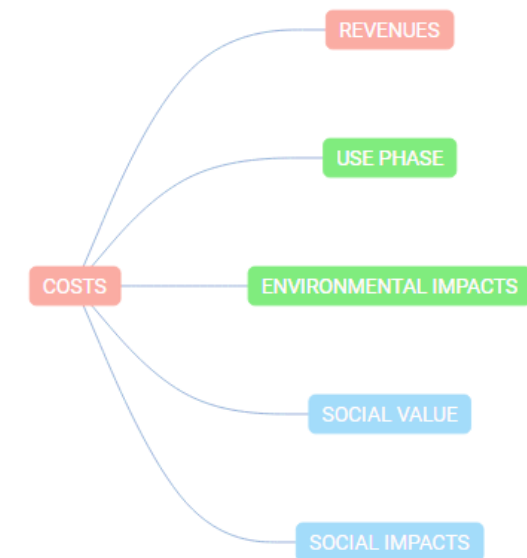 REVENUES
USE PHASE
COSTS
ENVIRONMENTAL IMPACTS
SOCIAL VALUE
SOCIAL IMPACTS